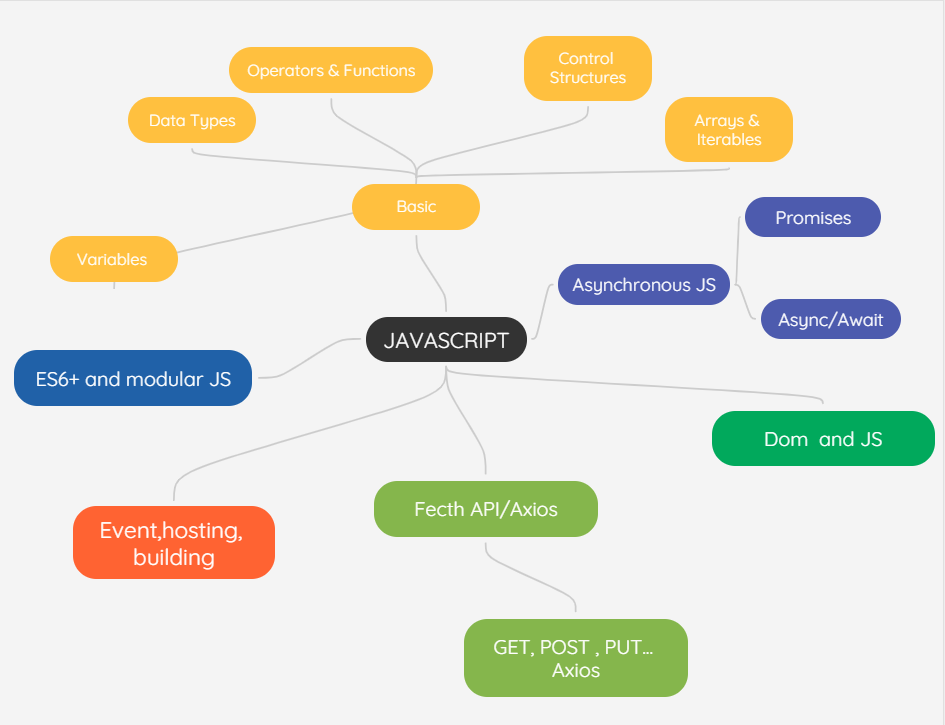 Operators & Functions
Control
Structures
Data Types
Arrays &
Iterables
Basic
Promises
Variables
Asynchronous JS
Async/Await
JAVASCRIPT
ES6+ and modular JS
Dom  and JS
Fecth API/Axios
Event,hosting,
building
GET, POST , PUT...
Axios